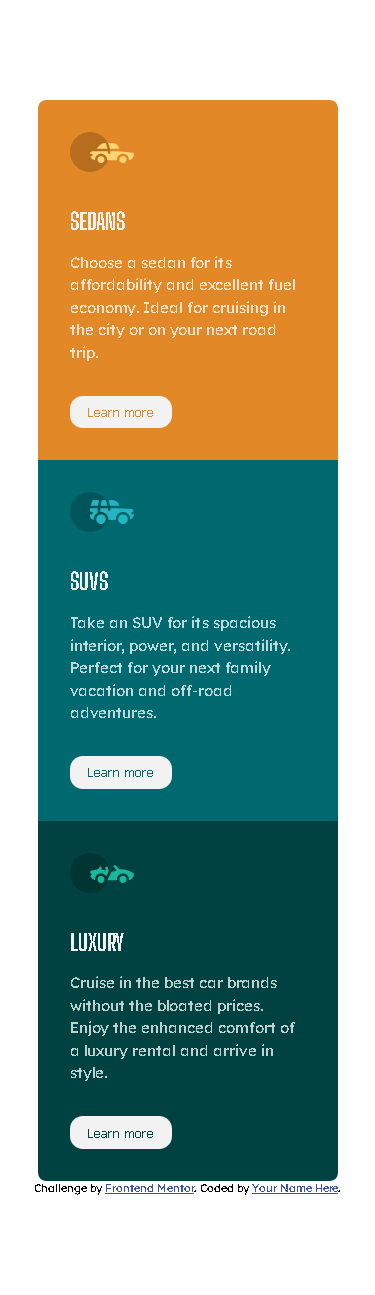 SEDANS
Choose a sedan for its
affordability and excellent fuel
economy. Ideal for cruising in
the city or on your next road
trip.
Learn more
SUVS
Take an SUV for its spacious
interior, power, and versatility.
Perfect for your next family
vacation and off-road
adventures.
Learn more
LUXURY
Cruise in the best car brands
without the bloated prices.
Enjoy the enhanced comfort of
a luxury rental and arrive in
style.
Learn more
Challenge by Frontend Mentor. Coded by Your Name Here.